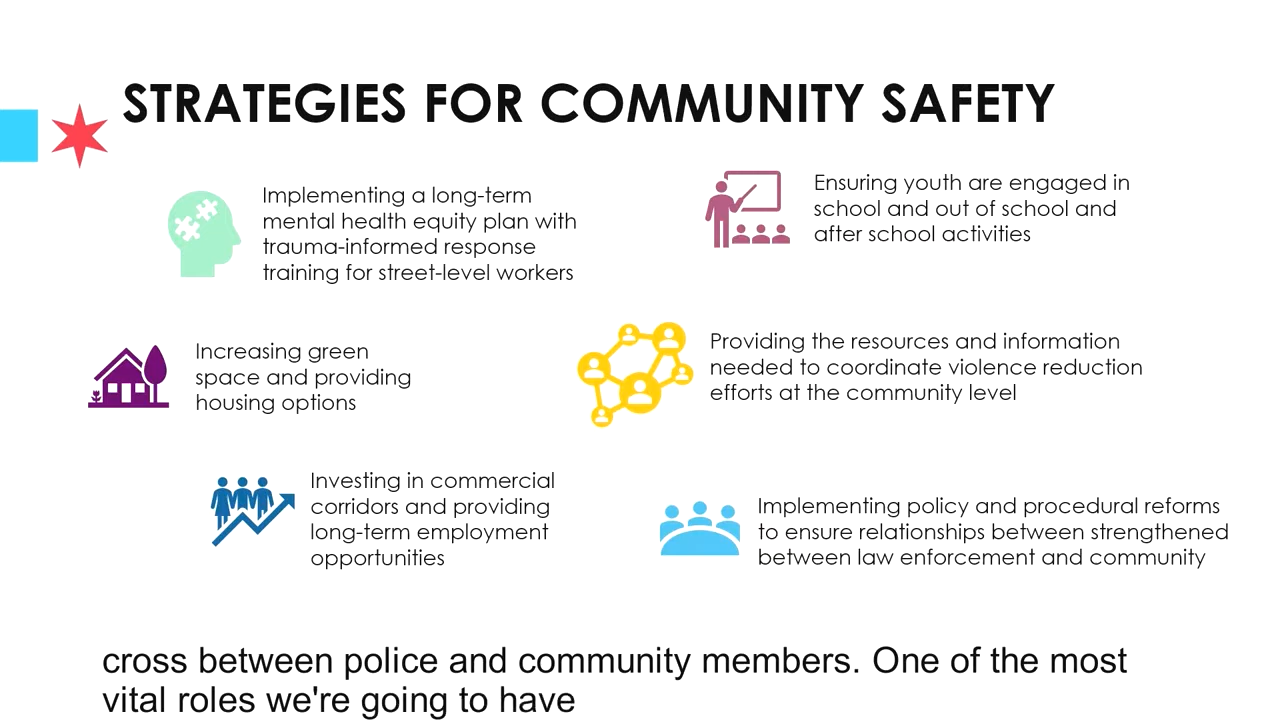 STRATEGIES FOR COMMUNITY SAFETY
Implementing a long-term
mental health equity plan with
trauma-informed response
training for street-level workers
Ensuring youth are engaged in
school and out of school and
after school activities
Increasing green
space and providing
housing options
Providing the resources and information
needed to coordinate violence reduction
efforts at the community level
Investing in commercial
corridors and providing
long-term employment
opportunities
Implementing policy and procedural reforms
to ensure relationships between strengthened
between law enforcement and community
cross between police and community members. One of the most
vital roles we're going to have